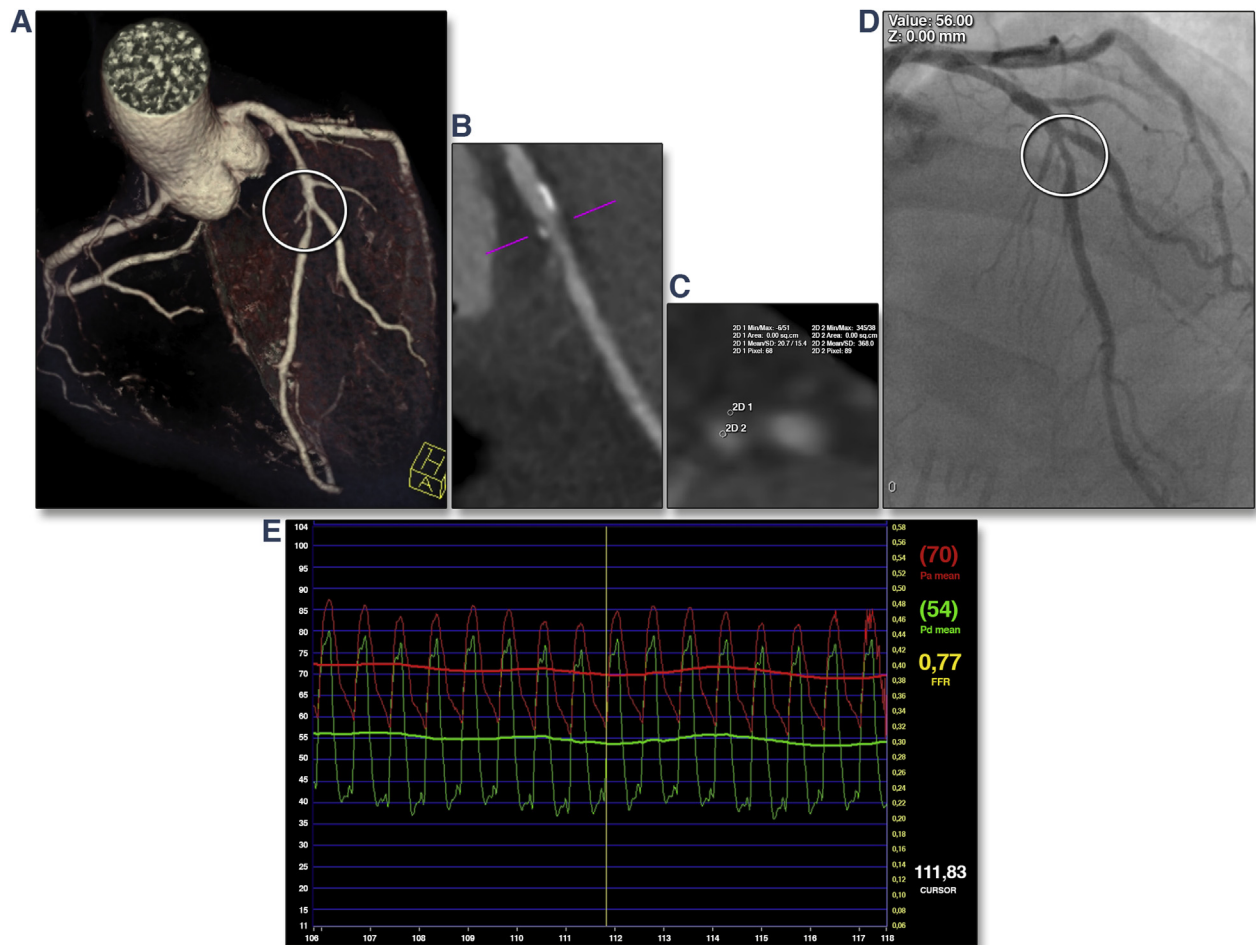 A
B
C
D
Value: 56.00
Z: 0.00 mm
H
A
2D 1 Min/Max: -6/51
2D 1 Area: 0.00 sq.cm
2D 1 Mean/SD: 20.7 / 15.4
2D 1 Pixel: 68
2D 2 Min/Max: 345/38
2D 2 Area: 0.00 sq.cm
2D 2 Mean/SD: 368.0
2D 2 Pixel: 89
2D 1
2D 2
0
E
104
100
95
90
85
80
75
70
65
60
55
50
45
40
35
30
25
20
15
11
106
107
108
109
110
111
112
113
114
115
116
117
118
0,58
0,56
0,54
0,52
0,50
0,48
0,46
0,44
0,42
0,40
0,38
0,36
0,34
0,32
0,30
0,28
0,26
0,24
0,22
0,20
0,18
0,16
0,14
0,12
0,10
0,08
0,06
(70)
Pa mean
(54)
Pd mean
0,77
FFR
111,83
CURSOR